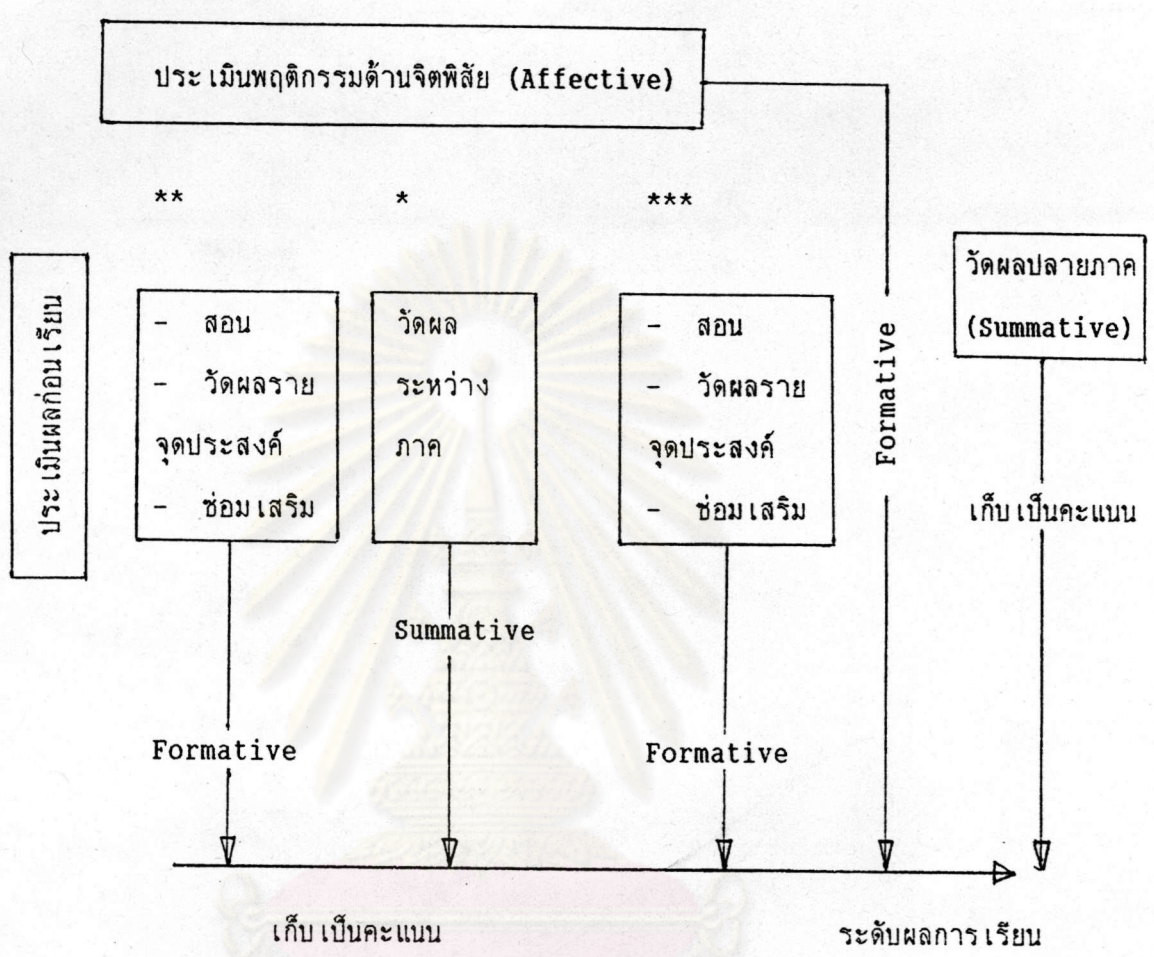 ประเมินพฤติกรรมด้านจิตพิสัย (Affective)
**
*
***
ประเมินผลก่อนเรียน
- สอน
- วัดผลราย
จุดประสงค์
- ซ่อมเสริม
วัดผล
ระหว่าง
ภาค
- สอน
- วัดผลราย
จุดประสงค์
- ซ่อมเสริม
Formative
วัดผลปลายภาค
(Summative)
เก็บเป็นคะแนน
Summative
Formative
Formative
เก็บเป็นคะแนน
ระดับผลการเรียน